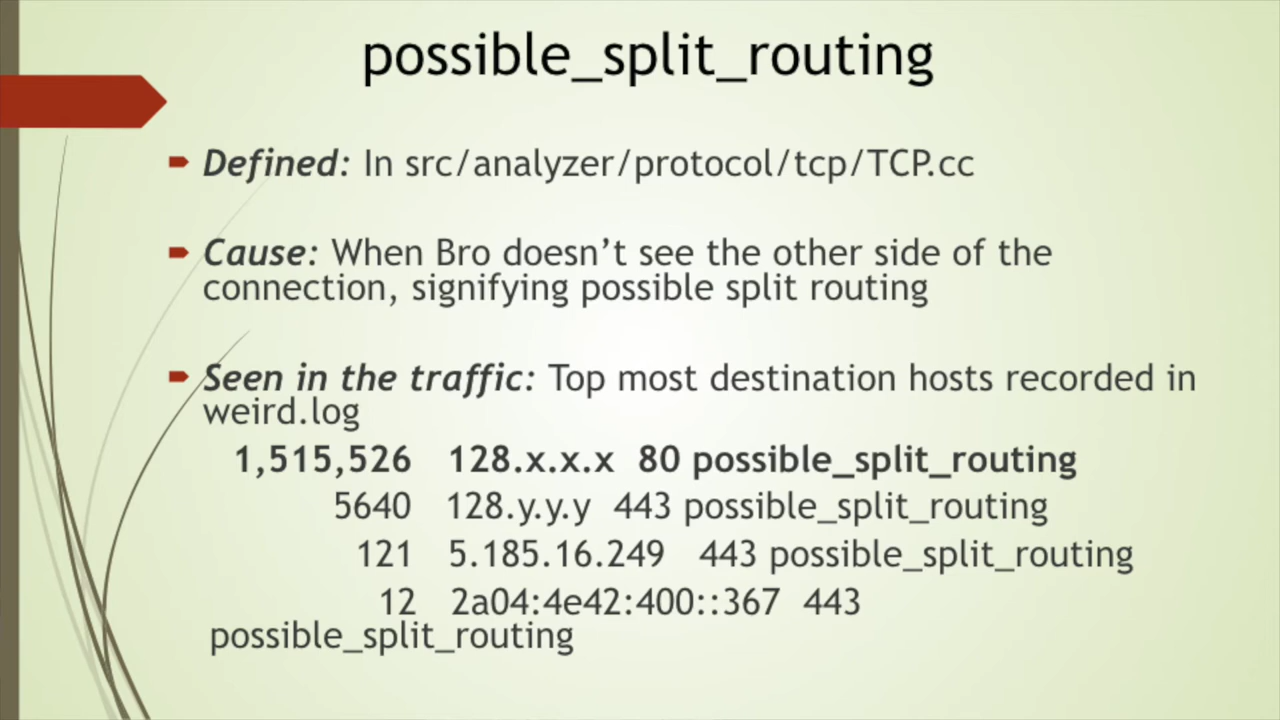 possible_split_routing
Defined: In src/analyzer/protocol/tcp/TCP.cc
Cause: When Bro doesn’t see the other side of the
connection, signifying possible split routing
Seen in the traffic: Top most destination hosts recorded in
weird.log
1,515,526 128.x.x.x 80 possible_split_routing
5640 128.y.y.y 443 possible_split_routing
121 5.185.16.249 443 possible_split_routing
12 2a04:4e42:400::367 443
possible_split_routing